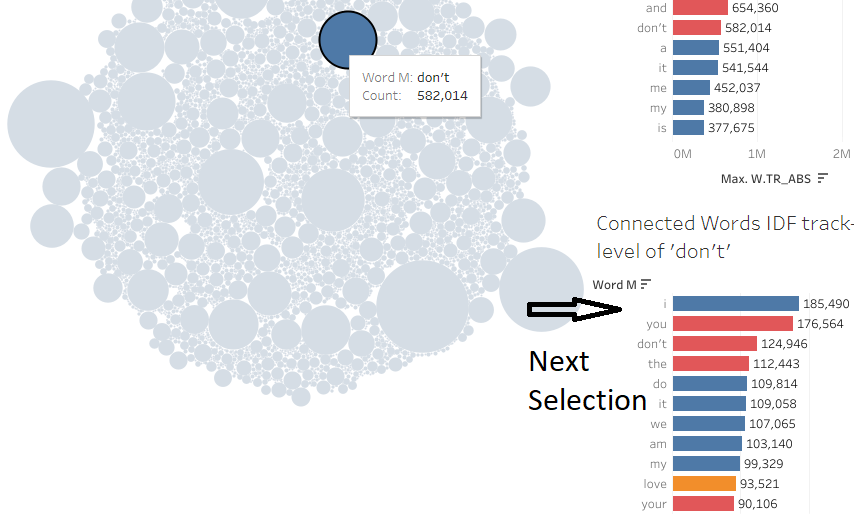 and 654,360
don't 582,014
a 551,404
it 541,544
me 452,037
my 380,898
is 377,675
0M 1M 2M
Max. W.TR_ABS
Word M: don't
Count: 582,014
Connected Words IDF track-
level of 'don't'
Word M
i 185,490
you 176,564
don't 124,946
the 112,443
do 109,814
it 109,058
we 107,065
am 103,140
my 99,329
love 93,521
your 90,106
Next
Selection